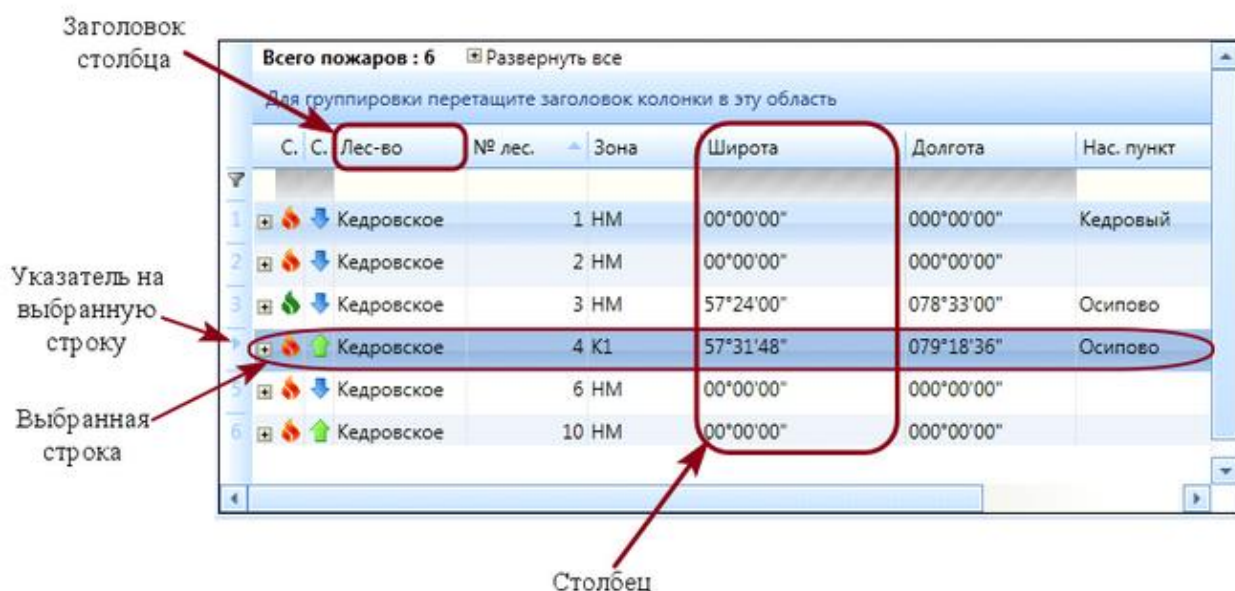 Заголовок
столбца
Всего пожаров : 6 Развернуть все
Для группировки перетащите заголовок колонки в эту область
С. С. Лес-во № лес. Зона Широта Долгота Нас. пункт
1 Кедровское 1 НМ 00°00'00" 000°00'00" Кедровый
2 Кедровское 2 НМ 00°00'00" 000°00'00"
Указатель на
выбранную
строку
3 Кедровское 3 НМ 57°24'00" 078°33'00" Осипово
Кедровское 4 К1 57°31'48" 079°18'36" Осипово
5 Кедровское 6 НМ 00°00'00" 000°00'00"
Выбранная
строка
6 Кедровское 10 НМ 00°00'00" 000°00'00"
Столбец